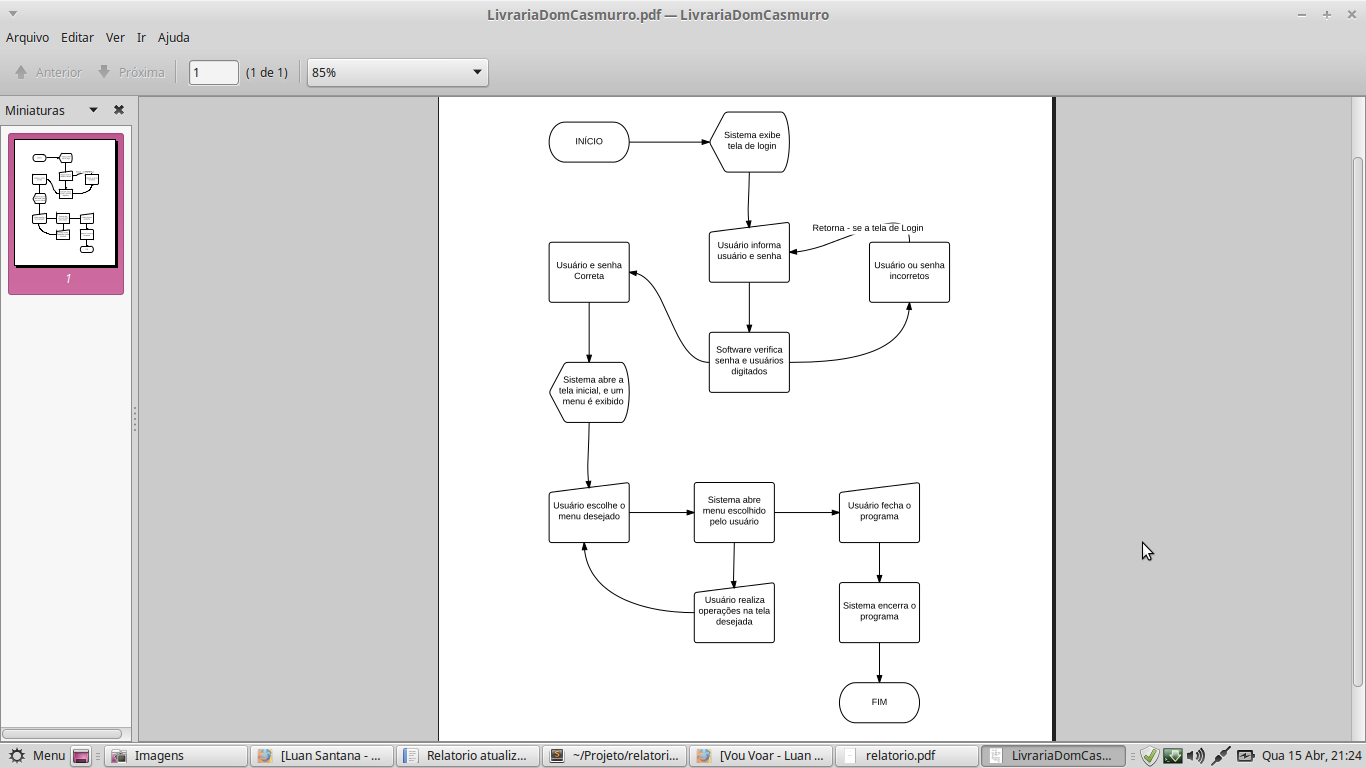 LivrariaDomCasmurro.pdf — LivrariaDomCasmurro
Arquivo Editar Ver Ir Ajuda
Anterior Próxima 1 (1 de 1) 85%
Miniaturas
1
INÍCIO
Sistema exibe
tela de login
Retorna - se a tela de Login
Usuário informa
usuário e senha
Usuário e senha
Correta
Usuário ou senha
incorretos
Software verifica
senha e usuários
digitados
Sistema abre a
tela inicial, e um
menu é exibido
Usuário escolhe o
menu desejado
Sistema abre
menu escolhido
pelo usuário
Usuário fecha o
programa
Usuário realiza
operações na tela
desejada
Sistema encerra o
programa
FIM
Menu Imagens [Luan Santana - ... Relatorio atualiz... ~/Projeto/relatori... [Vou Voar - Luan ... relatorio.pdf LivrariaDomCas... Qua 15 Abr, 21:24